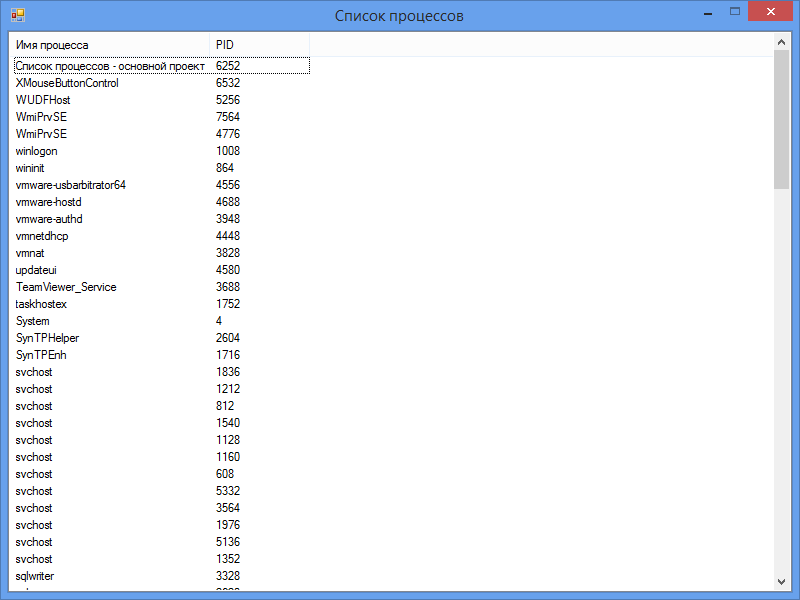 Список процессов
Имя процесса PID
Список процессов - основной проект 6252
XMouseButtonControl 6532
WUDFHost 5256
WmiPrvSE 7564
WmiPrvSE 4776
winlogon 1008
wininit 864
vmware-usbarbitrator64 4556
vmware-hostd 4688
vmware-authd 3948
vmnetdhcp 4448
vmnat 3828
updateui 4580
TeamViewer_Service 3688
taskhostex 1752
System 4
SynTPHelper 2604
SynTPEnh 1716
svchost 1836
svchost 1212
svchost 812
svchost 1540
svchost 1128
svchost 1160
svchost 608
svchost 5332
svchost 3564
svchost 1976
svchost 5136
svchost 1352
sqlwriter 3328